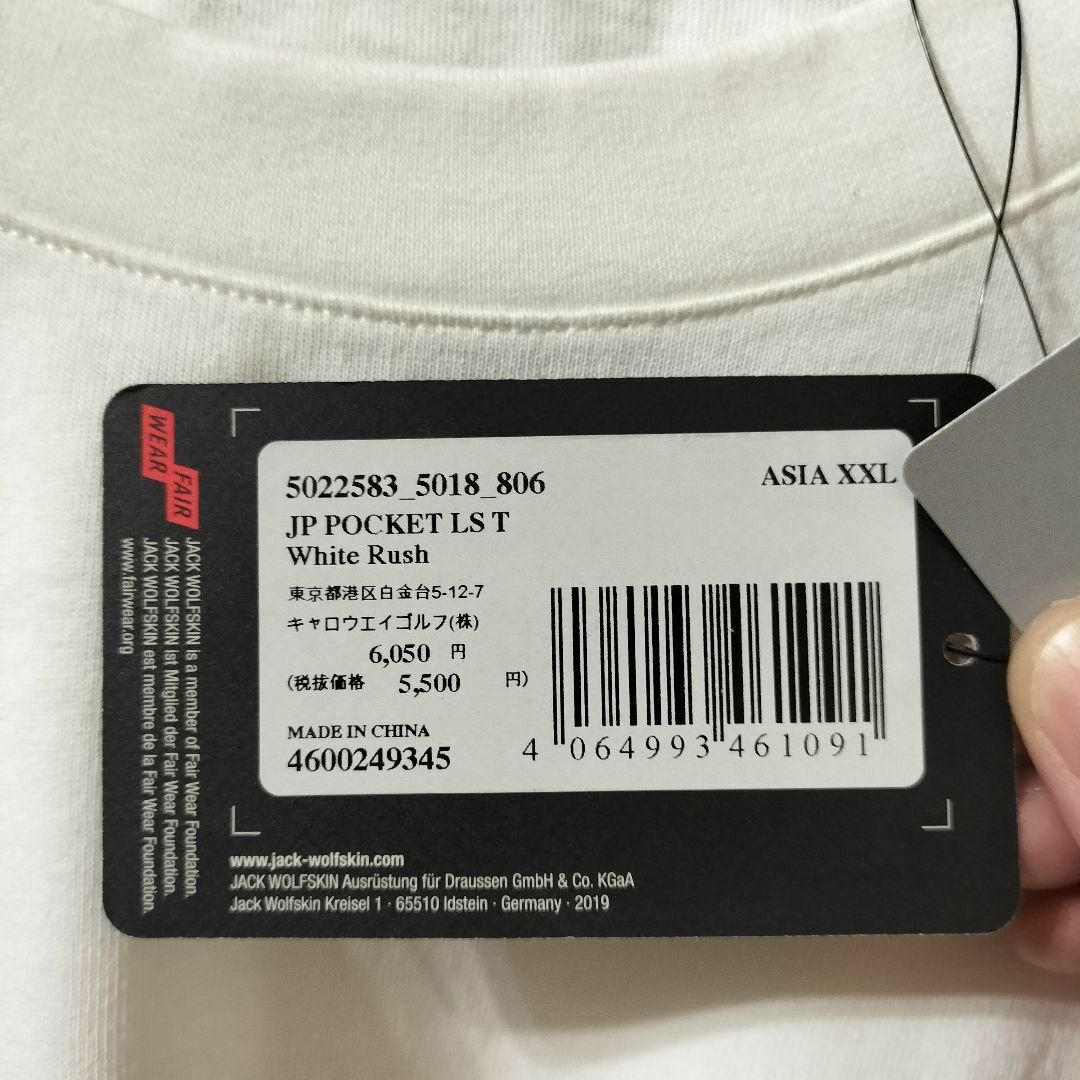 WEAR
FAIR
JACK WOLFSKIN is a member of Fair Wear Foundation.
JACK WOLFSKIN ist Mitglied der Fair Wear Foundation.
JACK WOLFSKIN est membre de la Fair Wear Foundation.
www.fairwear.org
5022583_5018_806
ASIA XXL
JP POCKET LS T
White Rush
東京都港区白金台5-12-7
キャロウエイゴルフ(株)
6,050 円
(税抜価格 5,500 円)
MADE IN CHINA
4600249345
4 064993 461091
www.jack-wolfskin.com
JACK WOLFSKIN Ausrüstung für Draussen GmbH & Co. KGaA
Jack Wolfskin Kreisel 1 · 65510 Idstein · Germany · 2019